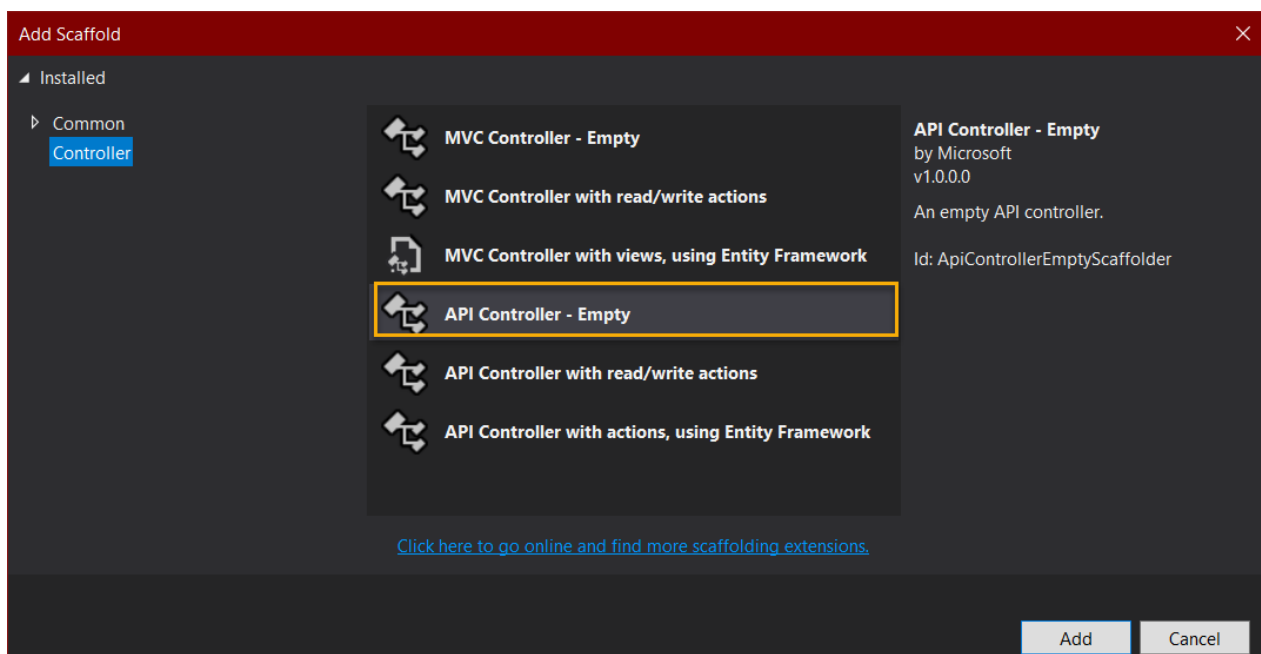 Add Scaffold
Installed
Common
Controller
MVC Controller - Empty
MVC Controller with read/write actions
MVC Controller with views, using Entity Framework
API Controller - Empty
API Controller with read/write actions
API Controller with actions, using Entity Framework
Click here to go online and find more scaffolding extensions.
API Controller - Empty
by Microsoft
v1.0.0.0
An empty API controller.
Id: ApiControllerEmptyScaffolder
Add
Cancel